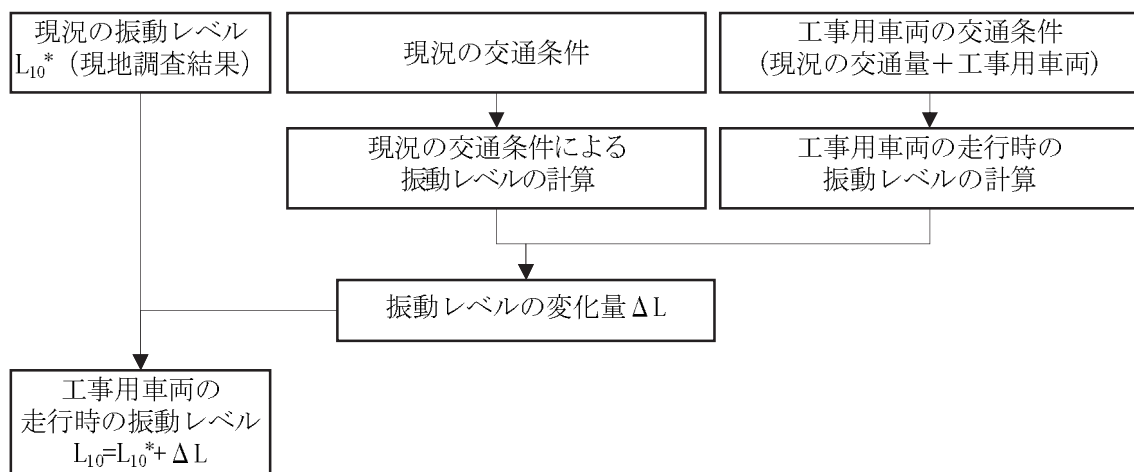 現況の振動レベル
L₁₀*(現地調査結果)
現況の交通条件
工事用車両の交通条件
(現況の交通量+工事用車両)
現況の交通条件による
振動レベルの計算
工事用車両の走行時の
振動レベルの計算
振動レベルの変化量ΔL
工事用車両の
走行時の振動レベル
L₁₀=L₁₀*+ΔL